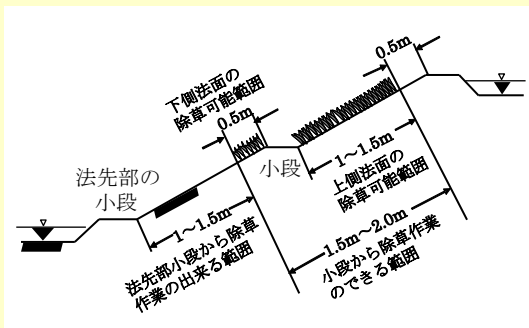 0.5m
下側法面の
除草可能範囲
0.5m
小段
1～1.5m
上側法面の
除草可能範囲
法先部の
小段
1～1.5m
法先部小段から除草
作業の出来る範囲
1.5m～2.0m
小段から除草作業
のできる範囲